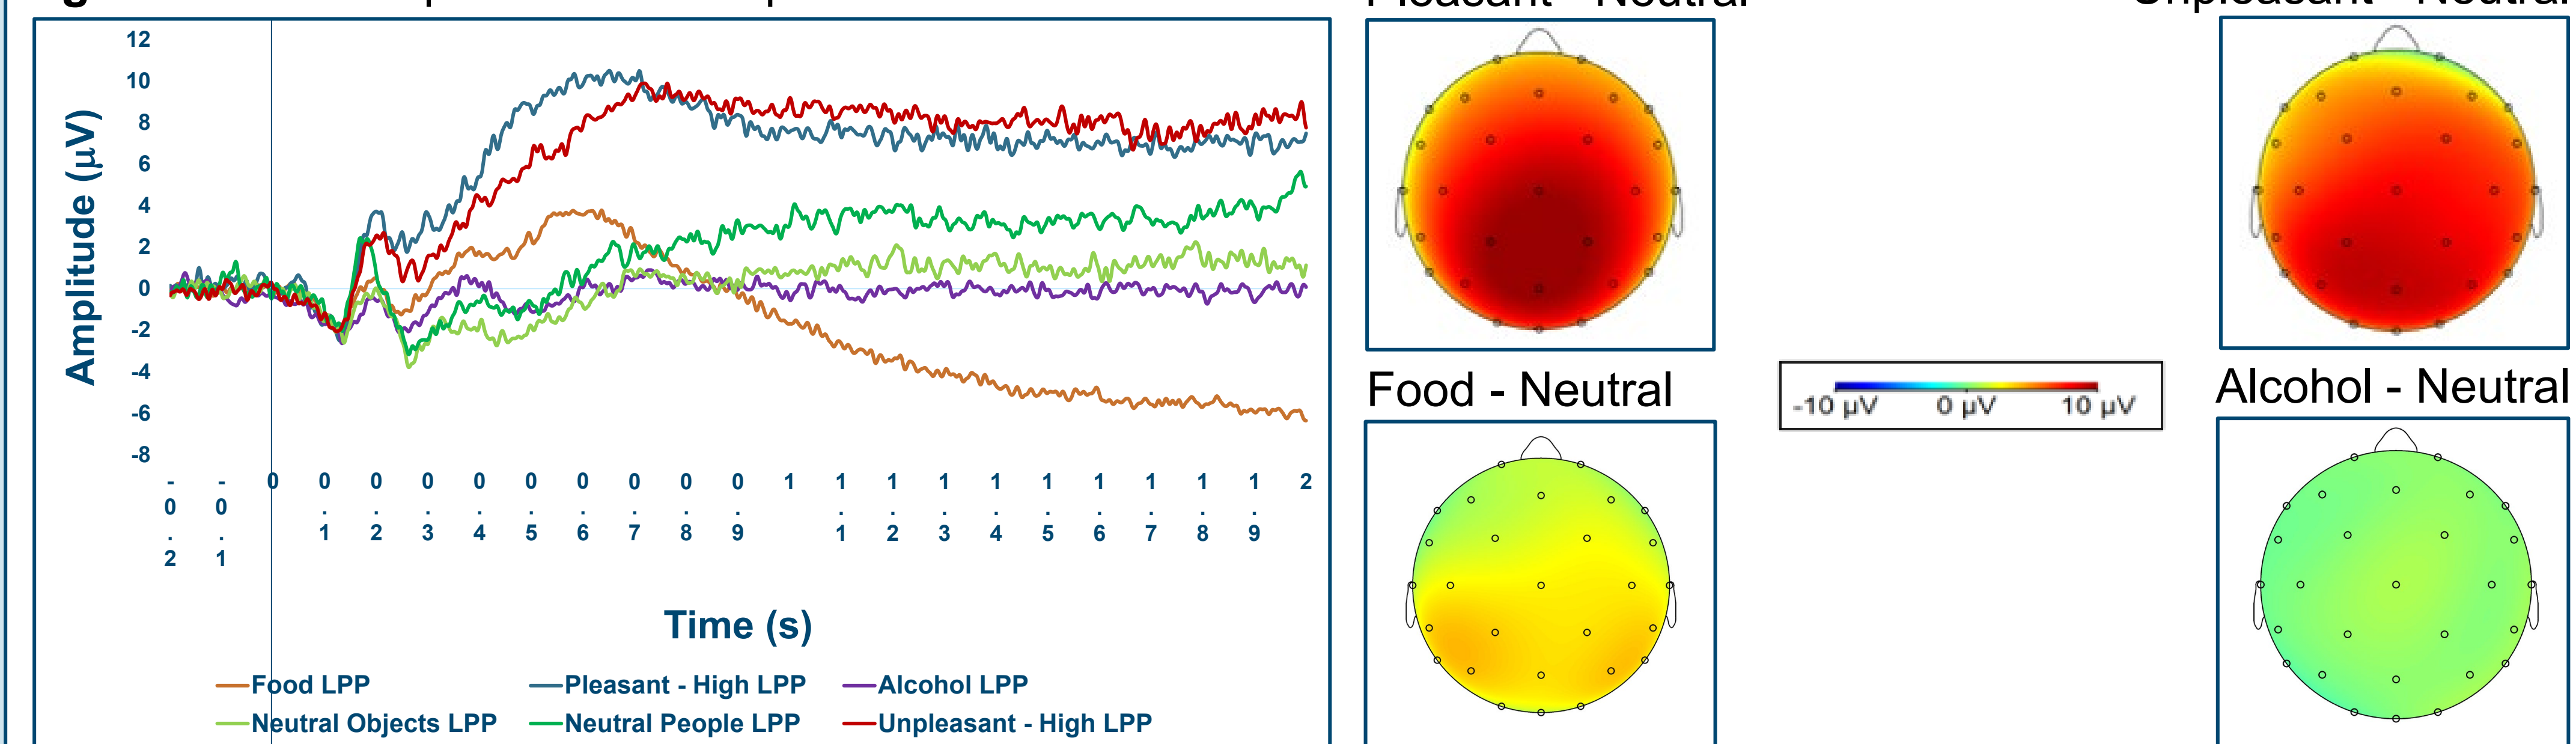 Pleasant - Neutral
Unpleasant - Neutral
12
10
8
6
4
2
0
-2
-4
-6
-8
Amplitude (µV)
-0.2 -0.1 0 0.1 0.2 0.3 0.4 0.5 0.6 0.7 0.8 0.9 1 1.1 1.2 1.3 1.4 1.5 1.6 1.7 1.8 1.9 2
Time (s)
Food LPP Pleasant - High LPP Alcohol LPP
Neutral Objects LPP Neutral People LPP Unpleasant - High LPP
Food - Neutral
-10 µV 0 µV 10 µV
Alcohol - Neutral